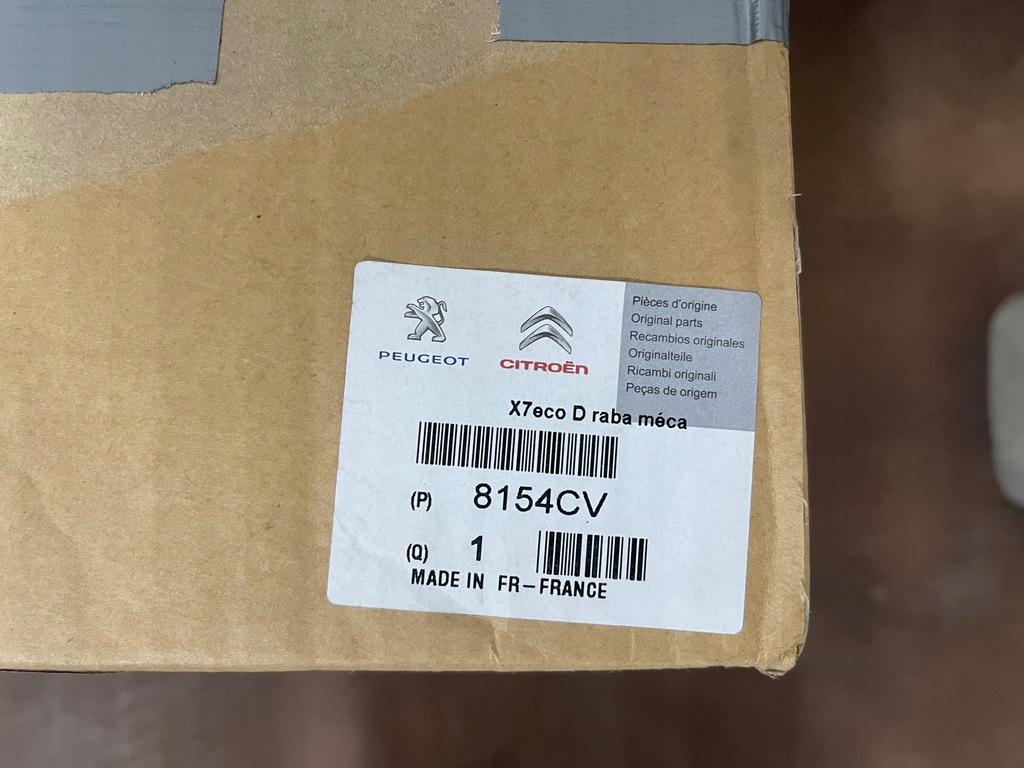 PEUGEOT
CITROËN
Pièces d'origine
Original parts
Recambios originales
Originalteile
Ricambi originali
Peças de origem
X7eco D raba méca
(P) 8154CV
(Q) 1
MADE IN FR-FRANCE